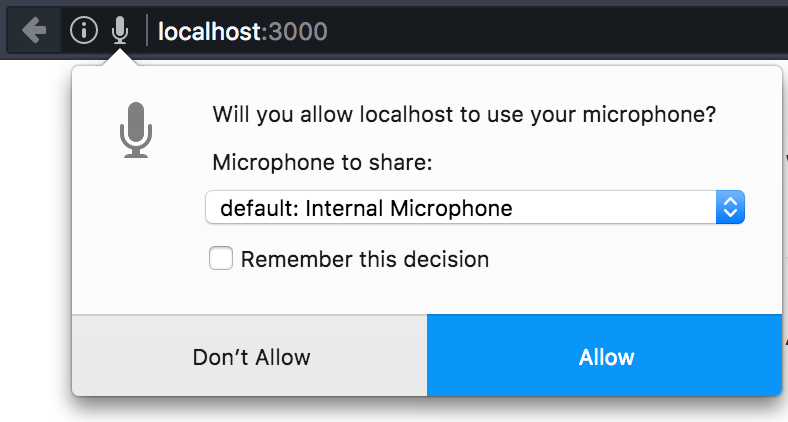 localhost:3000
Will you allow localhost to use your microphone?
Microphone to share:
default: Internal Microphone
Remember this decision
Don’t Allow
Allow